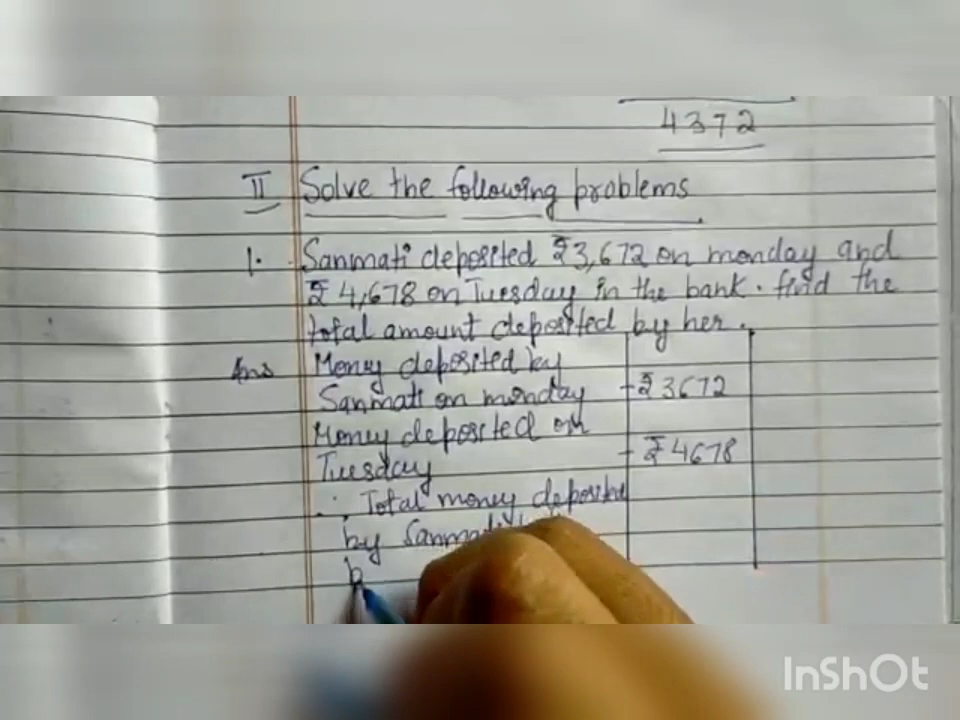 4372
II Solve the following problems
1. Sanmati deposited ₹3,672 on monday and
₹ 4,678 on Tuesday in the bank. find the
total amount deposited by her.
Ans Money deposited by
Sanmati on monday - ₹ 3672
Money deposited on
Tuesday - ₹ 4678
∴ Total money deposited
by Sanmati
b
InShOt